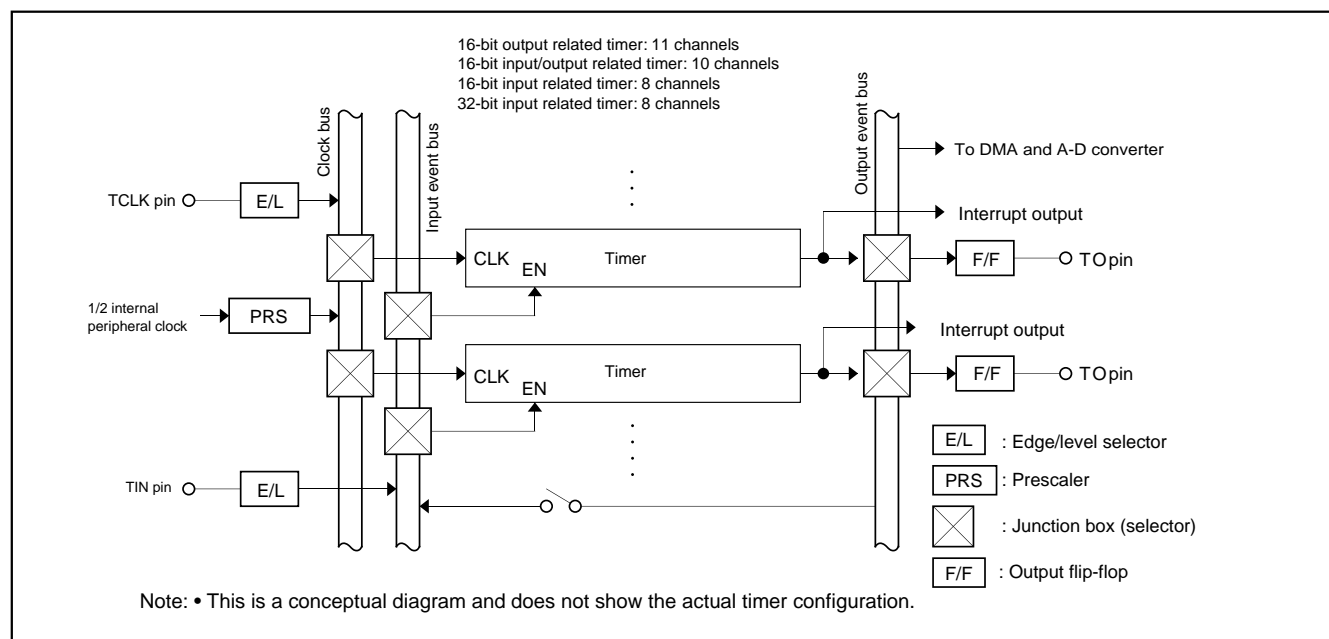 16-bit output related timer: 11 channels
16-bit input/output related timer: 10 channels
16-bit input related timer: 8 channels
32-bit input related timer: 8 channels
Clock bus
Input event bus
Output event bus
To DMA and A-D converter
TCLK pin
E/L
Interrupt output
CLK
EN
Timer
F/F
TOpin
1/2 internal
peripheral clock
PRS
Interrupt output
CLK
EN
Timer
F/F
TOpin
TIN pin
E/L
E/L : Edge/level selector
PRS : Prescaler
: Junction box (selector)
F/F : Output flip-flop
Note: • This is a conceptual diagram and does not show the actual timer configuration.